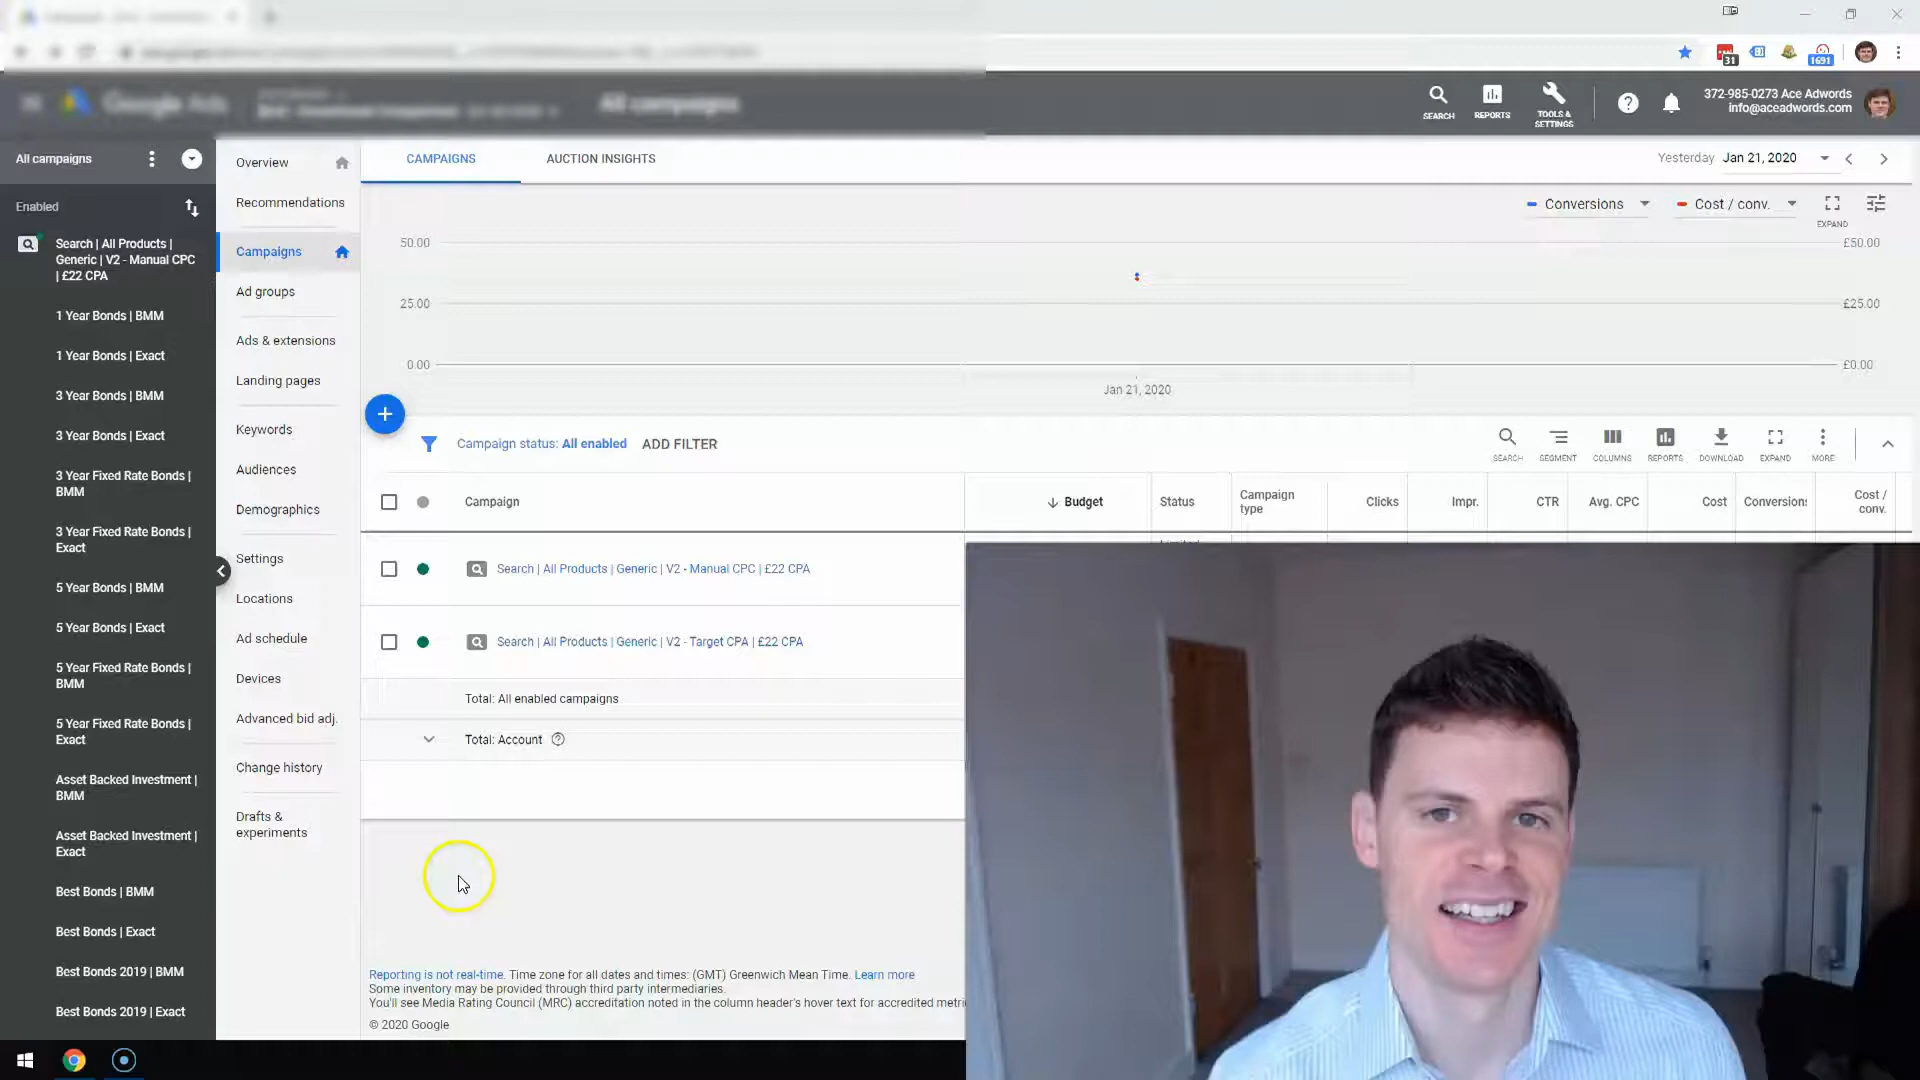 31
1691
Google Ads
All campaigns
SEARCH
REPORTS
TOOLS &
SETTINGS
372-985-0273 Ace Adwords
info@aceadwords.com
All campaigns
Enabled
Search | All Products |
Generic | V2 - Manual CPC
| £22 CPA
1 Year Bonds | BMM
1 Year Bonds | Exact
3 Year Bonds | BMM
3 Year Bonds | Exact
3 Year Fixed Rate Bonds |
BMM
3 Year Fixed Rate Bonds |
Exact
5 Year Bonds | BMM
5 Year Bonds | Exact
5 Year Fixed Rate Bonds |
BMM
5 Year Fixed Rate Bonds |
Exact
Asset Backed Investment |
BMM
Asset Backed Investment |
Exact
Best Bonds | BMM
Best Bonds | Exact
Best Bonds 2019 | BMM
Best Bonds 2019 | Exact
Overview
Recommendations
Campaigns
Ad groups
Ads & extensions
Landing pages
Keywords
Audiences
Demographics
Settings
Locations
Ad schedule
Devices
Advanced bid adj.
Change history
Drafts &
experiments
CAMPAIGNS
AUCTION INSIGHTS
Yesterday Jan 21, 2020
Conversions
Cost / conv.
EXPAND
50.00
£50.00
25.00
£25.00
0.00
£0.00
Jan 21, 2020
Campaign status: All enabled
ADD FILTER
SEARCH
SEGMENT
COLUMNS
REPORTS
DOWNLOAD
EXPAND
MORE
Campaign
Budget
Status
Campaign
type
Clicks
Impr.
CTR
Avg. CPC
Cost
Conversions
Cost /
conv.
Search | All Products | Generic | V2 - Manual CPC | £22 CPA
Search | All Products | Generic | V2 - Target CPA | £22 CPA
Total: All enabled campaigns
Total: Account
Reporting is not real-time. Time zone for all dates and times: (GMT) Greenwich Mean Time. Learn more
Some inventory may be provided through third party intermediaries.
You'll see Media Rating Council (MRC) accreditation noted in the column header's hover text for accredited metri
© 2020 Google